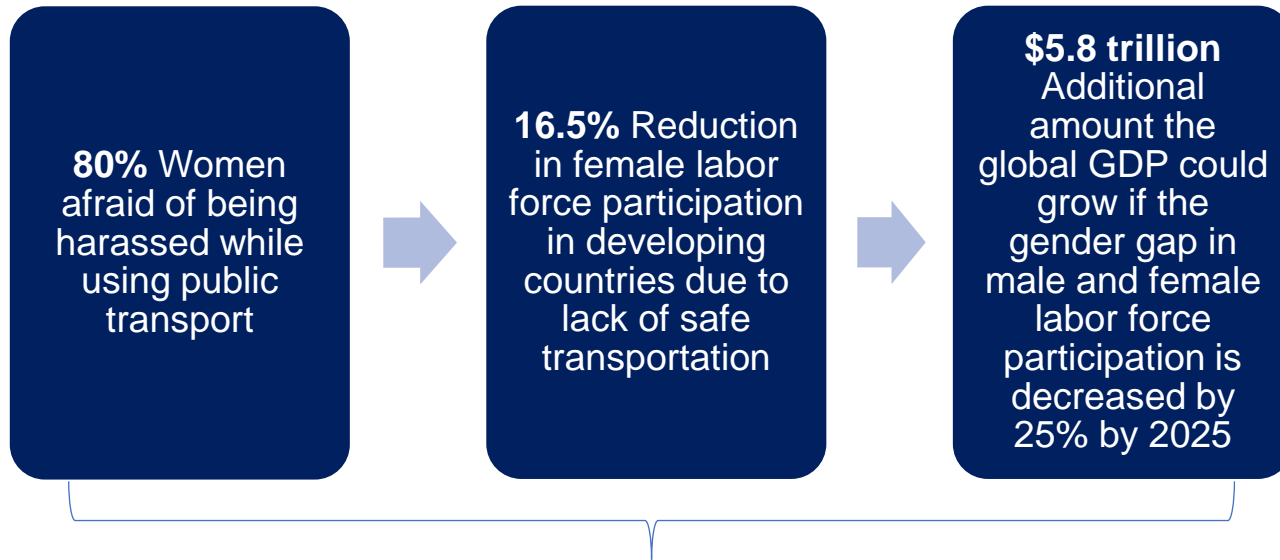 80% Women
afraid of being
harassed while
using public
transport
16.5% Reduction
in female labor
force participation
in developing
countries due to
lack of safe
transportation
$5.8 trillion
Additional
amount the
global GDP could
grow if the
gender gap in
male and female
labor force
participation is
decreased by
25% by 2025